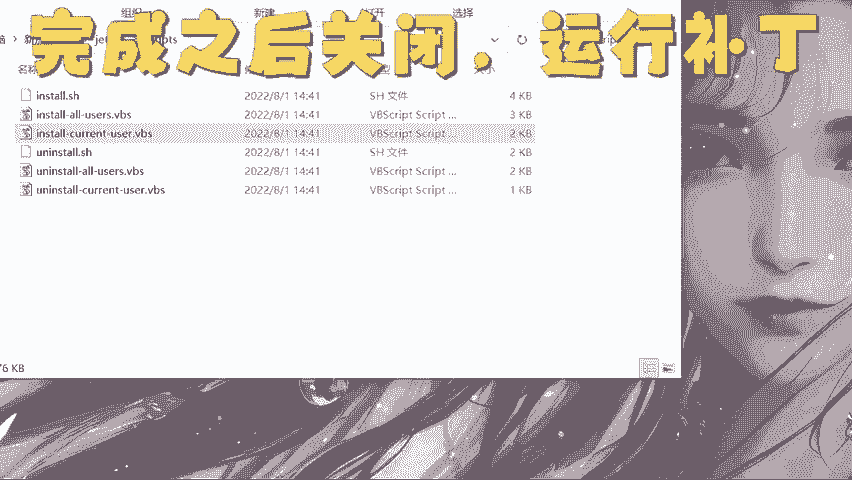 组织 新建 打开 选择
完成之后关闭，运行补丁
install.sh 2022/8/1 14:41 SH 文件 4 KB
install-all-users.vbs 2022/8/1 14:41 VBScript Script ... 3 KB
install-current-user.vbs 2022/8/1 14:41 VBScript Script ... 2 KB
uninstall.sh 2022/8/1 14:41 SH 文件 2 KB
uninstall-all-users.vbs 2022/8/1 14:41 VBScript Script ... 2 KB
uninstall-current-user.vbs 2022/8/1 14:41 VBScript Script ... 1 KB
KB